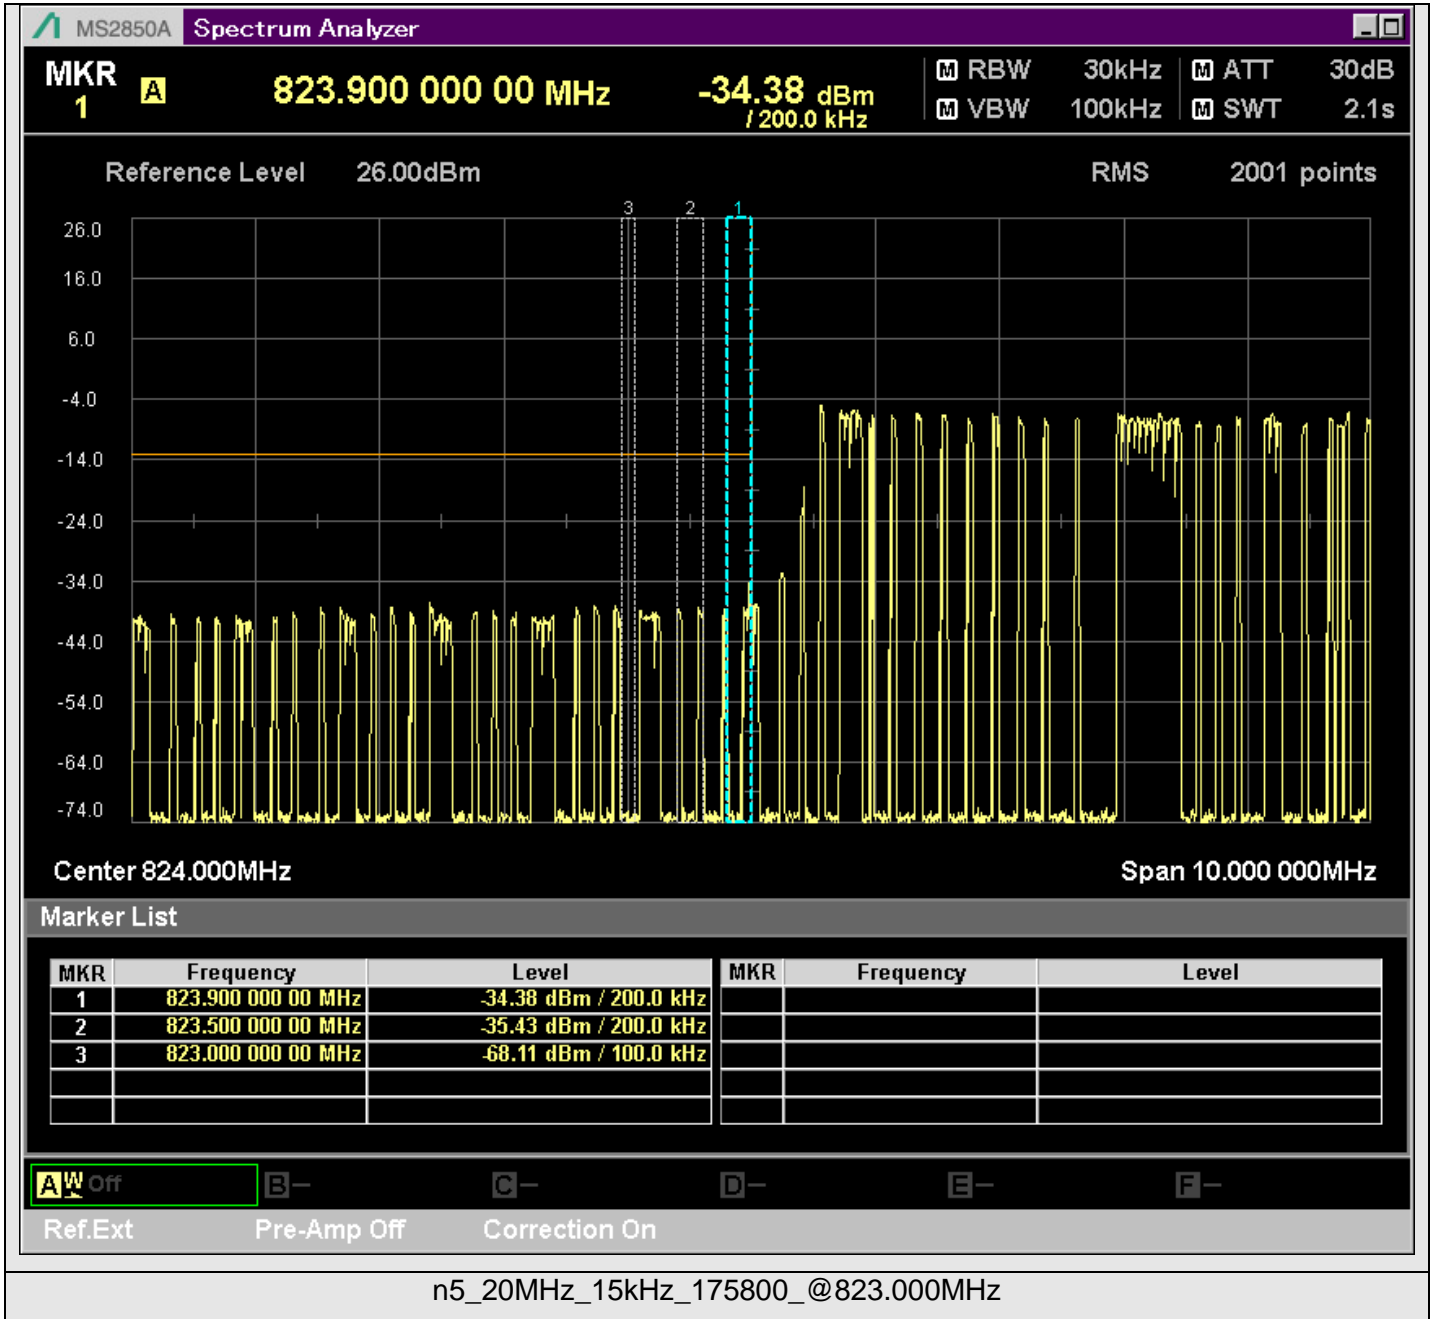 MS2850A Spectrum Analyzer
MKR 1 A 823.900 000 00 MHz -34.38 dBm / 200.0 kHz
M RBW 30kHz M ATT 30dB
M VBW 100kHz M SWT 2.1s
Reference Level 26.00dBm RMS 2001 points
3 2 1
26.0
16.0
6.0
-4.0
-14.0
-24.0
-34.0
-44.0
-54.0
-64.0
-74.0
Center 824.000MHz Span 10.000 000MHz
Marker List
MKR Frequency Level MKR Frequency Level
1 823.900 000 00 MHz -34.38 dBm / 200.0 kHz
2 823.500 000 00 MHz -35.43 dBm / 200.0 kHz
3 823.000 000 00 MHz -68.11 dBm / 100.0 kHz
A W Off B — C — D — E — F —
Ref.Ext Pre-Amp Off Correction On
n5_20MHz_15kHz_175800_@823.000MHz